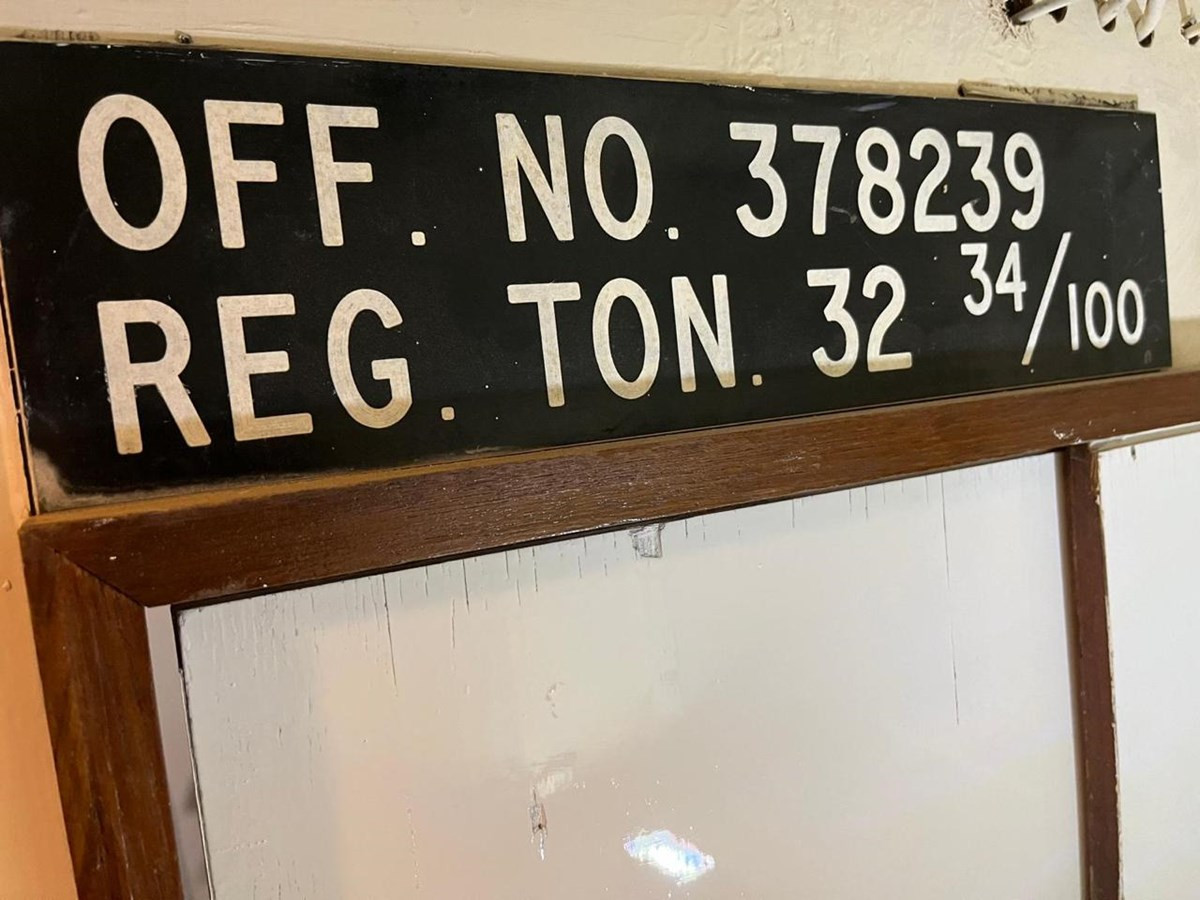 OFF. NO. 378239
REG. TON. 32 34/100